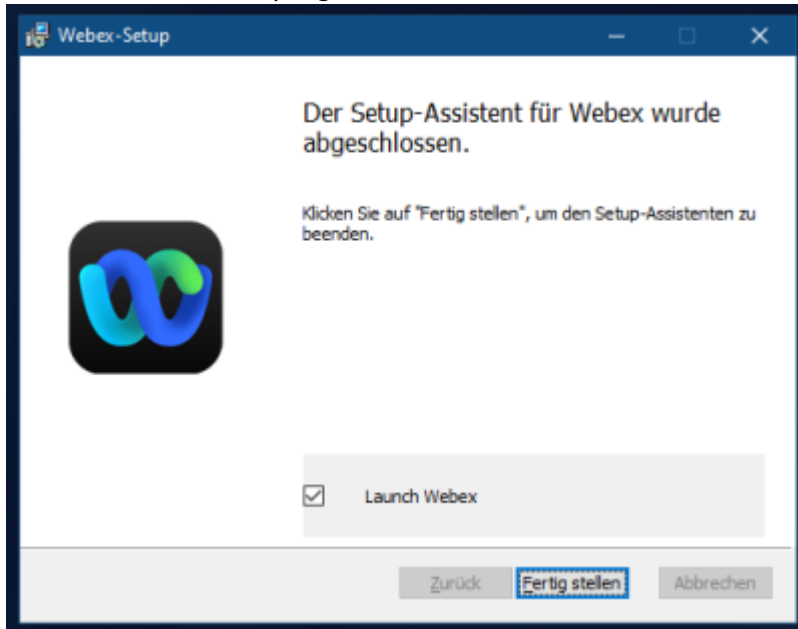 Webex-Setup
Der Setup-Assistent für Webex wurde
abgeschlossen.
Klicken Sie auf "Fertig stellen", um den Setup-Assistenten zu
beenden.
Launch Webex
Zurück Fertig stellen Abbrechen